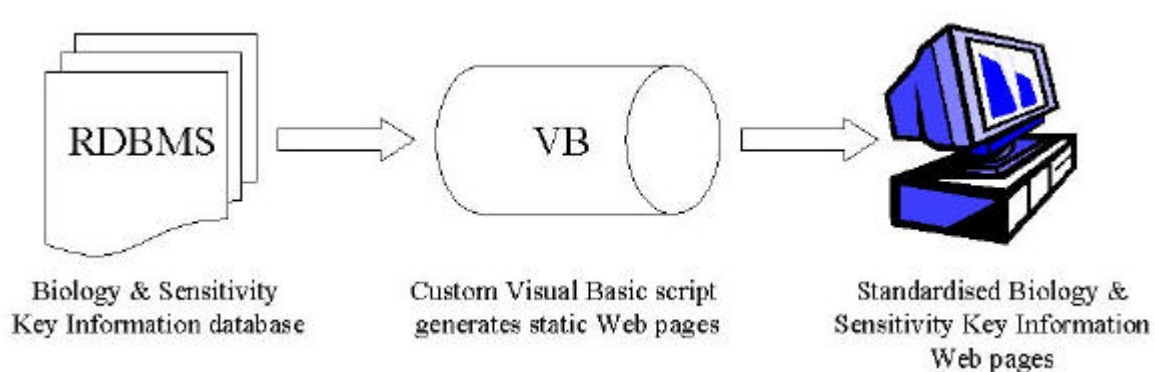 RDBMS
VB
Biology & Sensitivity
Key Information database
Custom Visual Basic script
generates static Web pages
Standardised Biology &
Sensitivity Key Information
Web pages